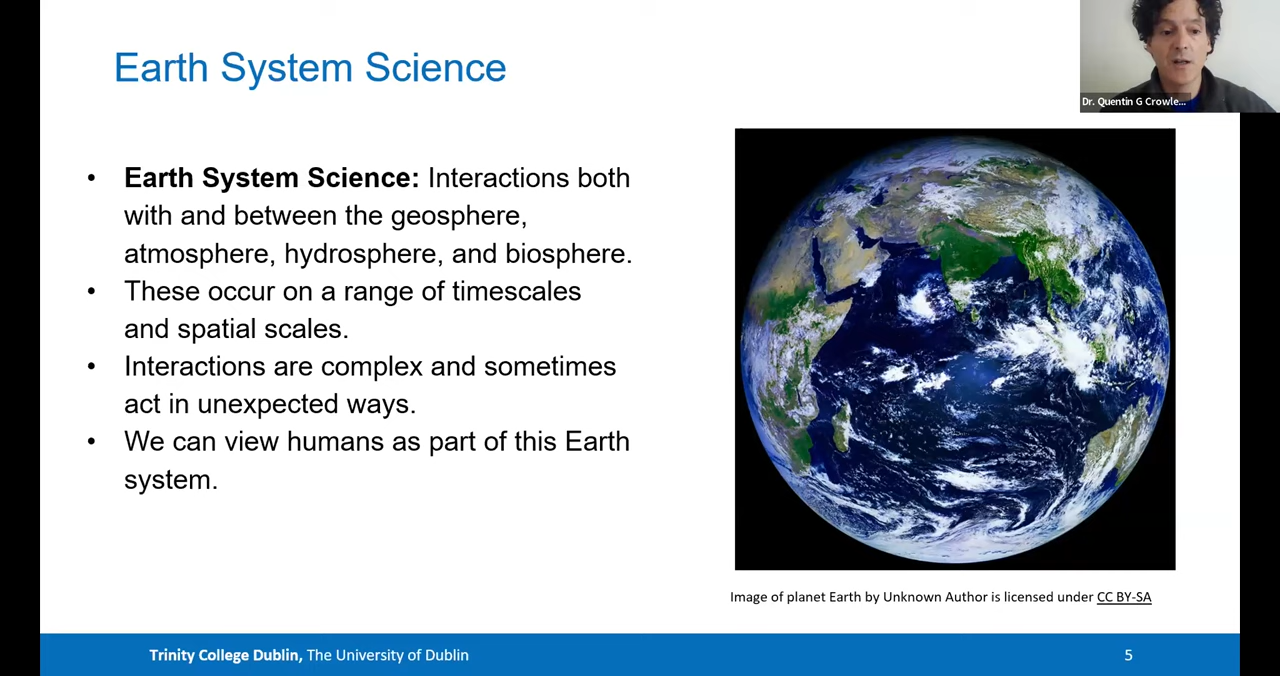 Earth System Science
Dr. Quentin G Crowle...
• Earth System Science: Interactions both
with and between the geosphere,
atmosphere, hydrosphere, and biosphere.
• These occur on a range of timescales
and spatial scales.
• Interactions are complex and sometimes
act in unexpected ways.
• We can view humans as part of this Earth
system.
Image of planet Earth by Unknown Author is licensed under CC BY-SA
Trinity College Dublin, The University of Dublin
5